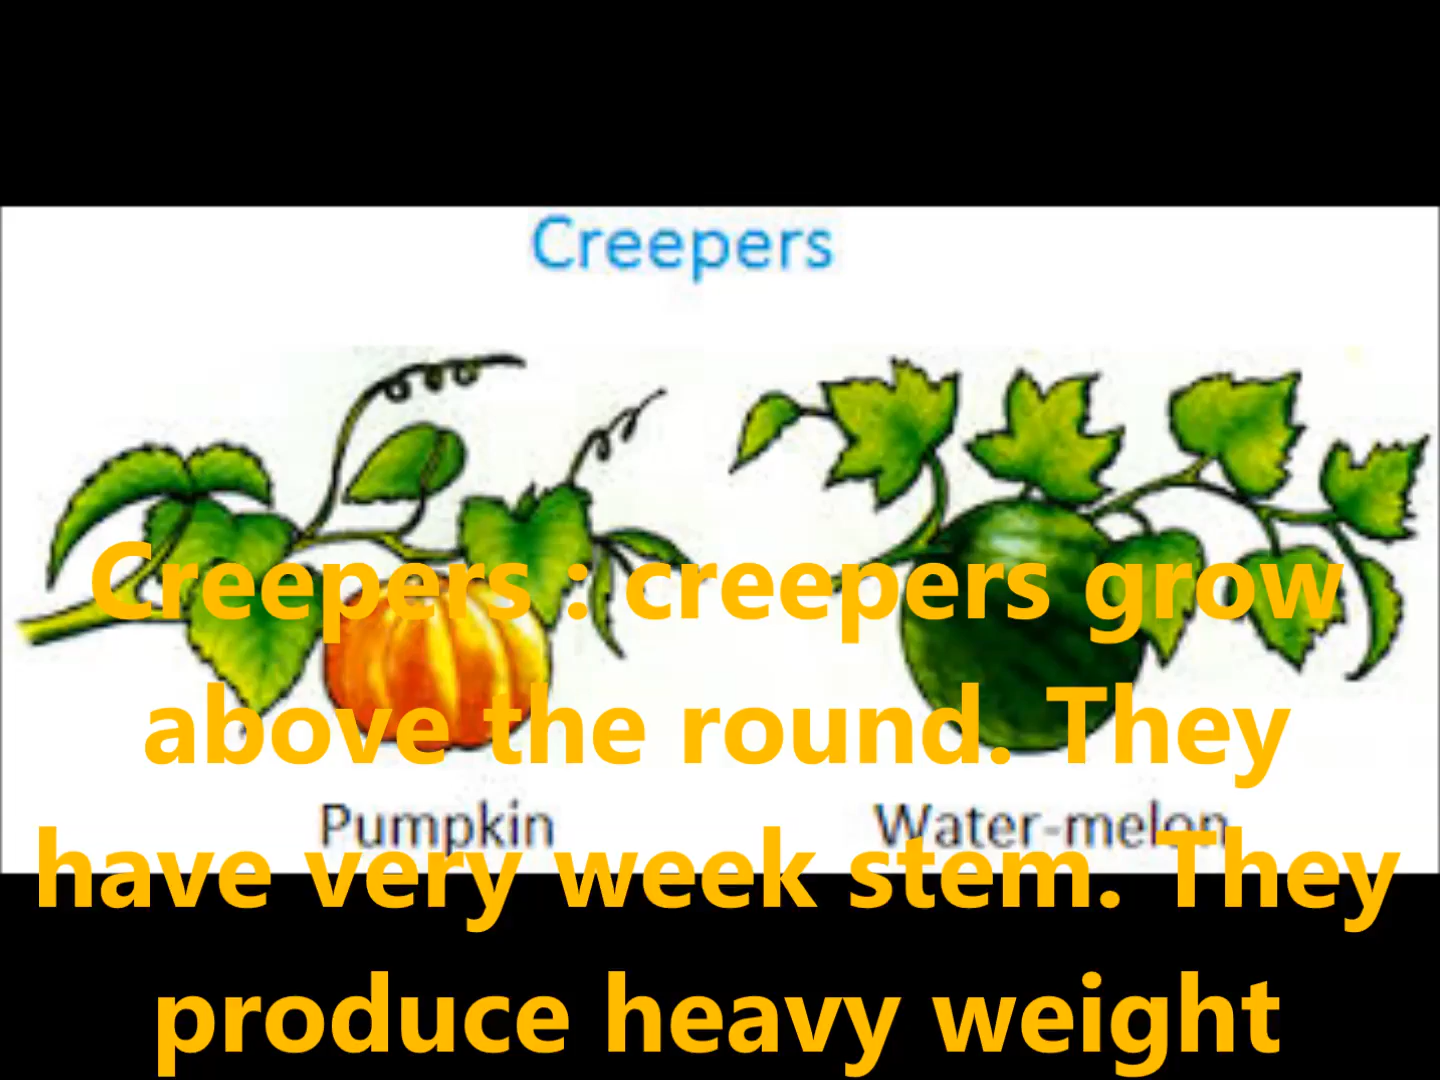 Creepers
Creepers : creepers grow
above the round. They
Pumpkin
Water-melon
have very week stem. They
produce heavy weight